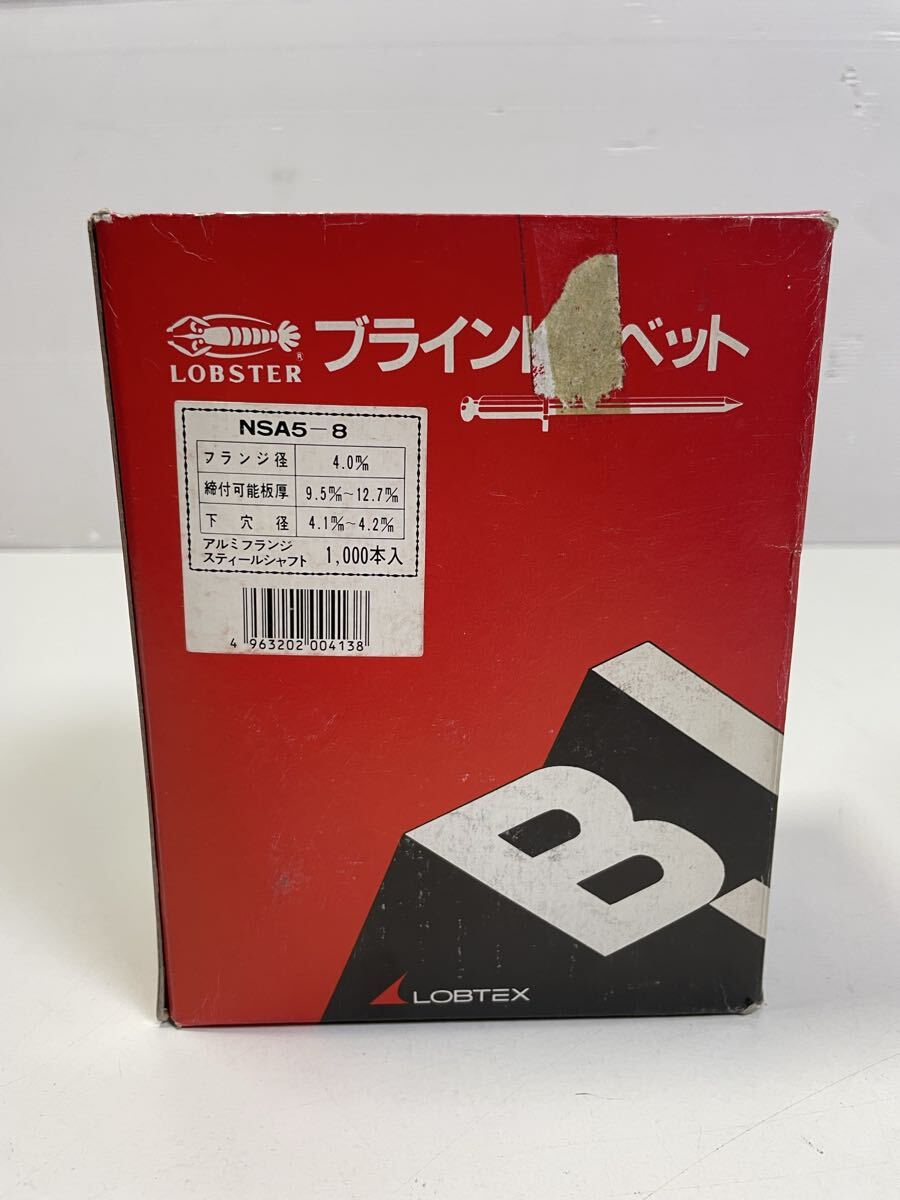 LOBSTER ®
ブラインド ベット
NSA5-8
フランジ径 4.0㎜
締付可能板厚 9.5㎜~12.7㎜
下穴径 4.1㎜~4.2㎜
アルミフランジ
スティールシャフト 1,000本入
4 963202 004138
B
LOBTEX